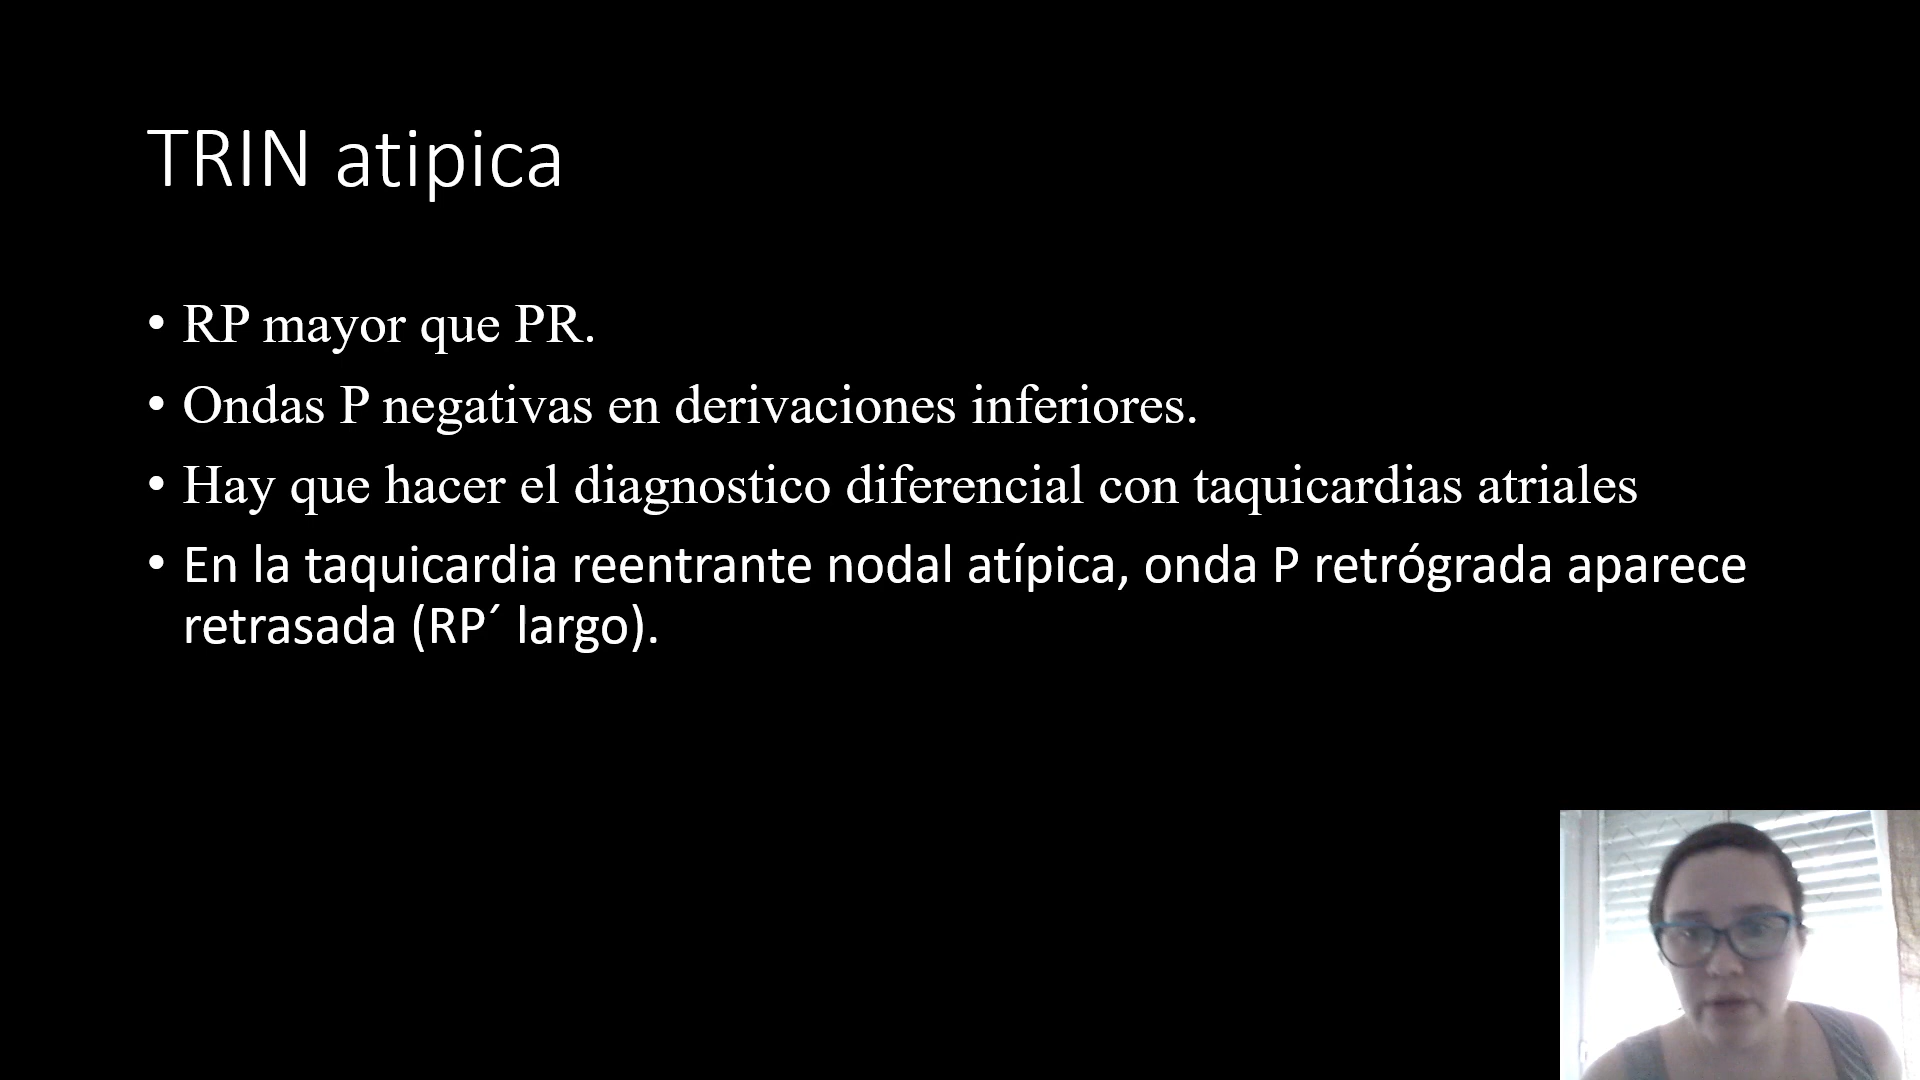 TRIN atipica
• RP mayor que PR.
• Ondas P negativas en derivaciones inferiores.
• Hay que hacer el diagnostico diferencial con taquicardias atriales
• En la taquicardia reentrante nodal atípica, onda P retrógrada aparece
retrasada (RP´ largo).